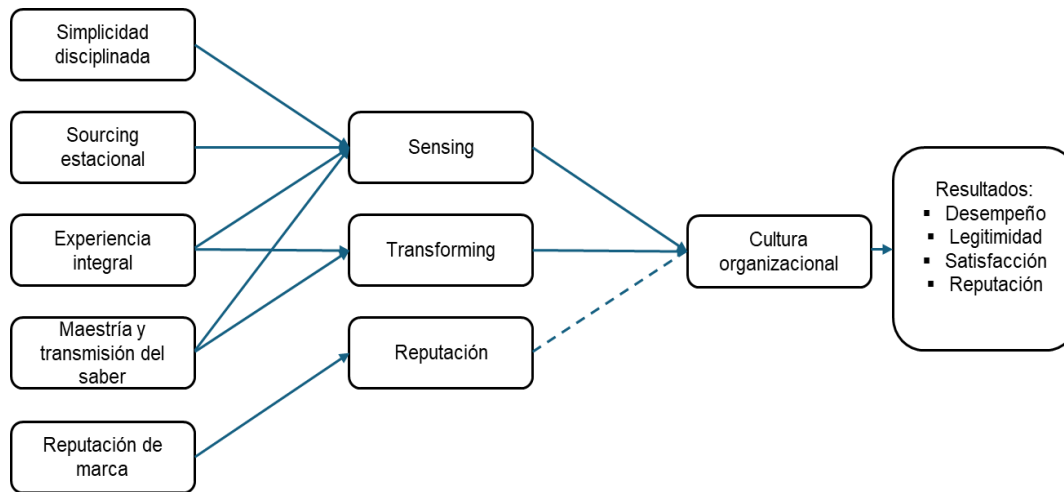 Simplicidad
disciplinada
Sourcing
estacional
Experiencia
integral
Maestría y
transmisión del
saber
Reputación de
marca
Sensing
Transforming
Reputación
Cultura
organizacional
Resultados:
▪ Desempeño
▪ Legitimidad
▪ Satisfacción
▪ Reputación